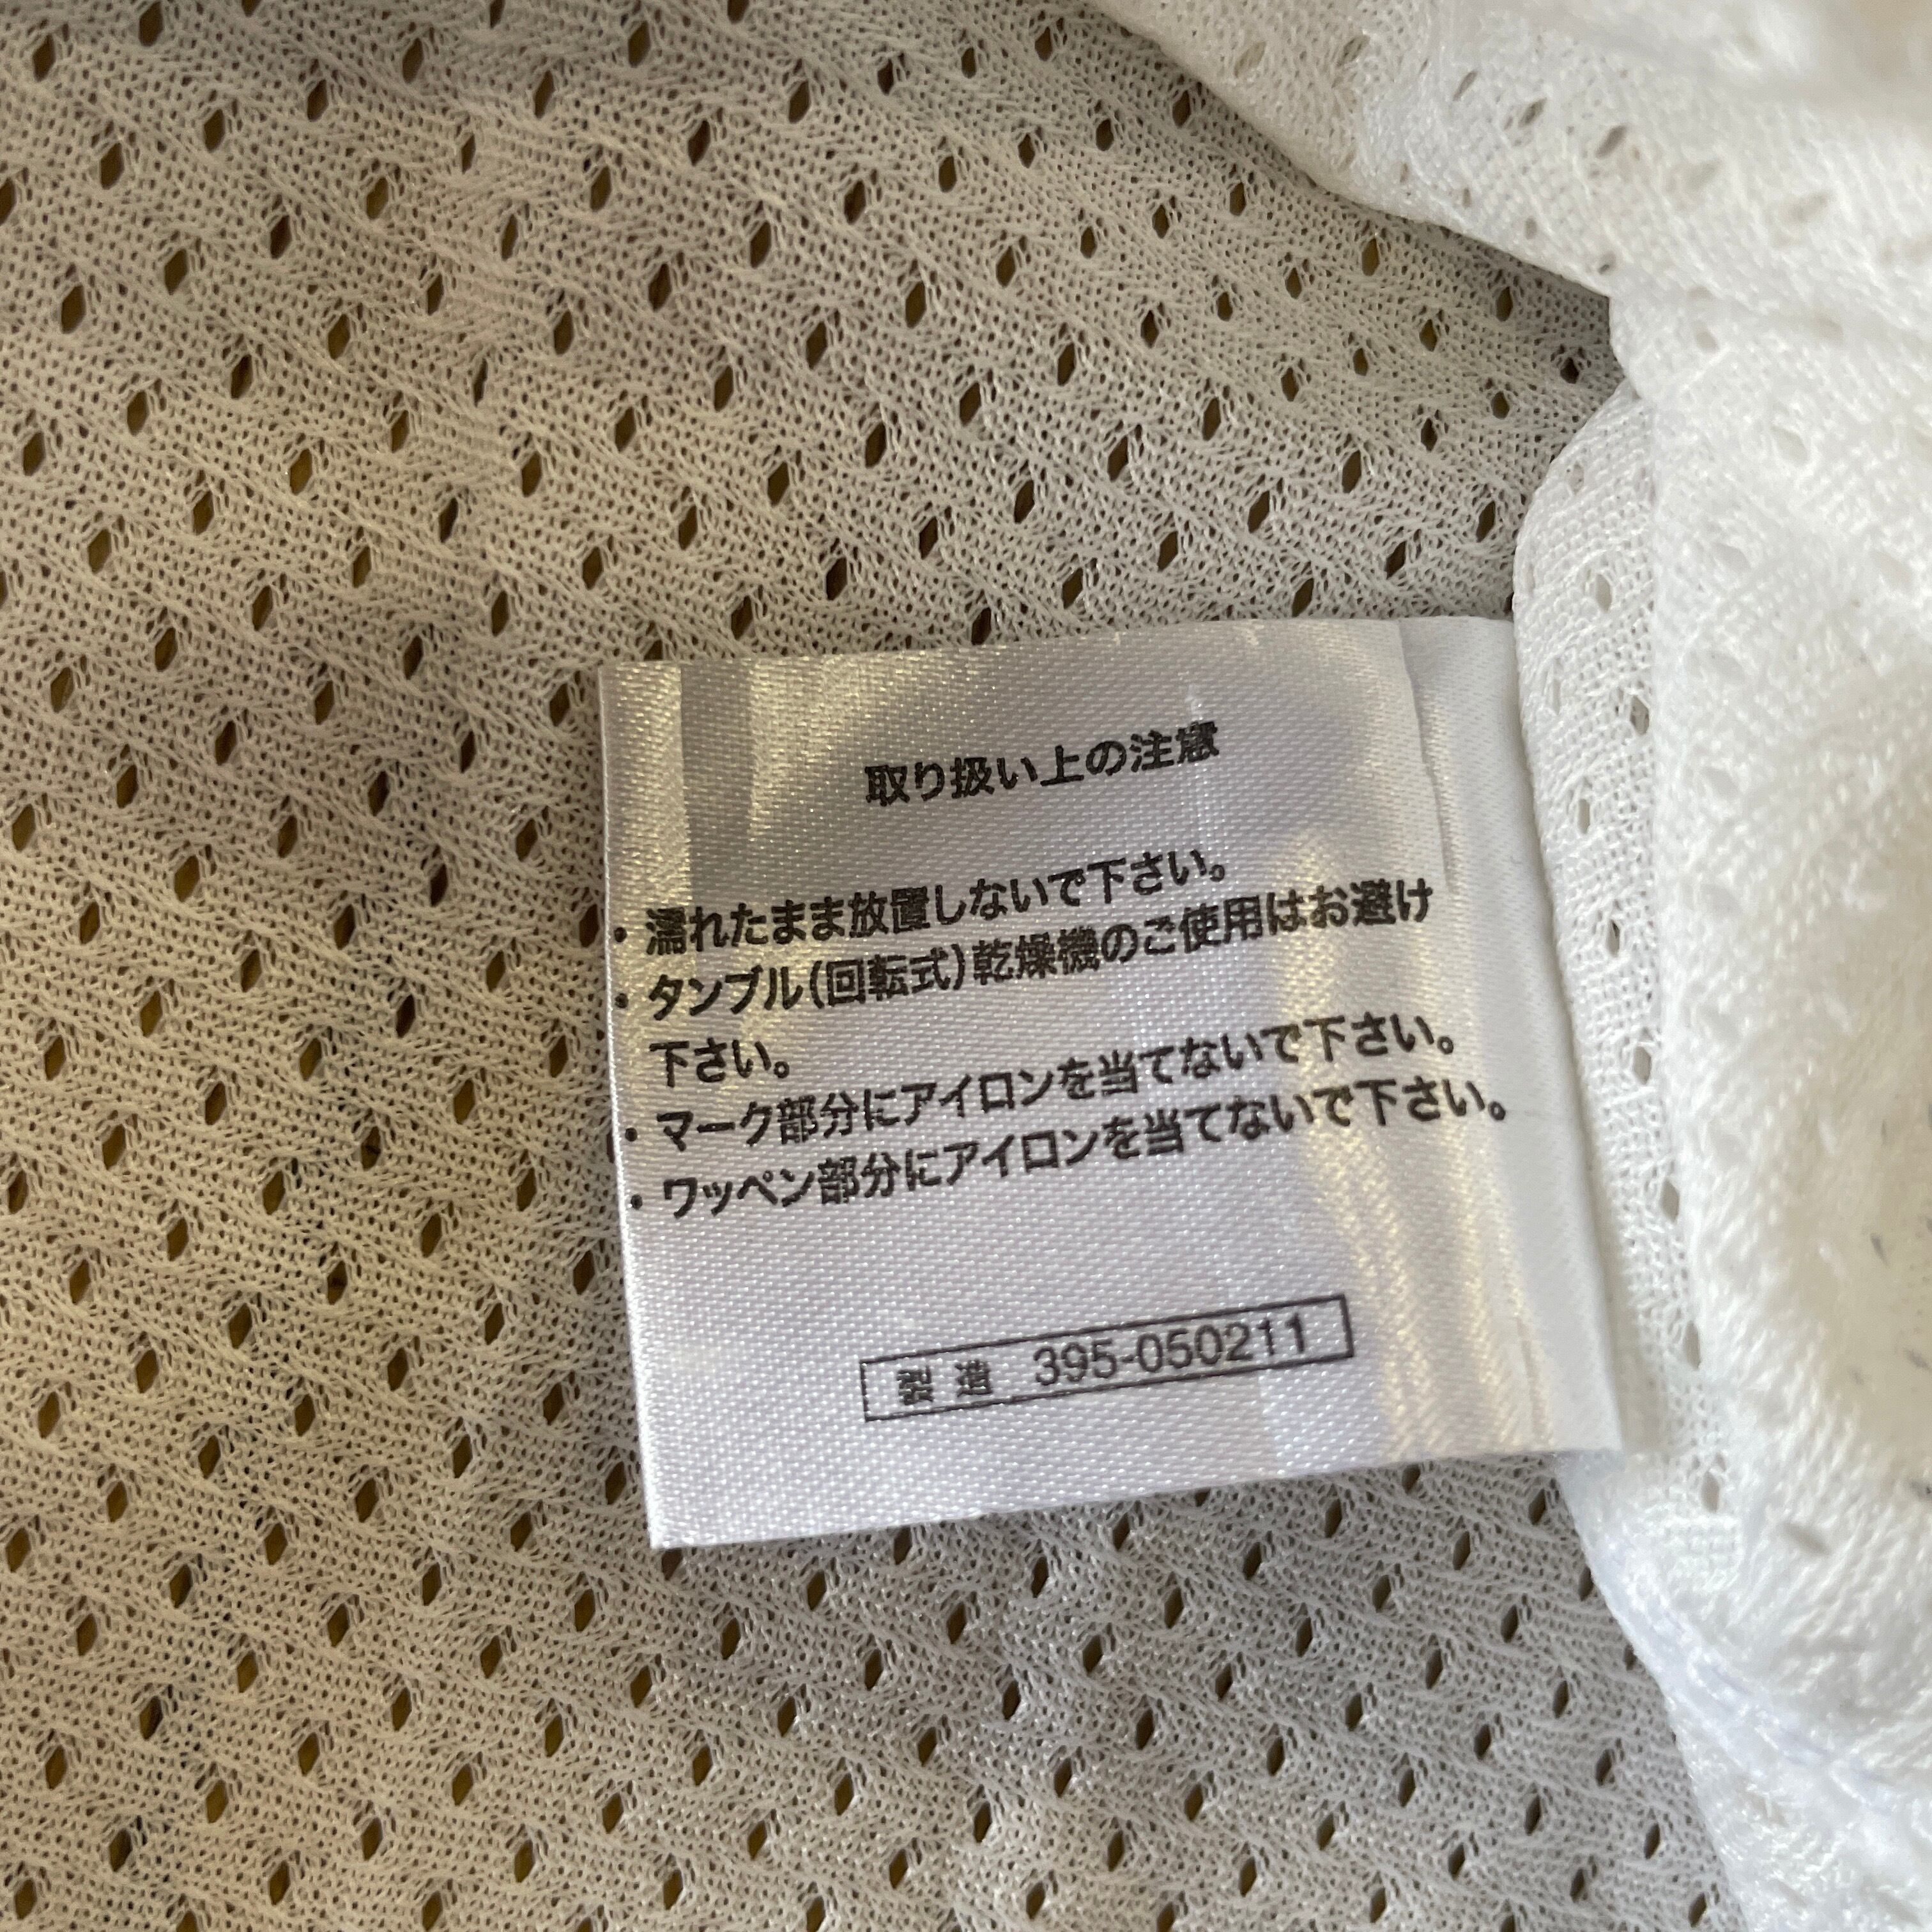 取り扱い上の注意
・濡れたまま放置しないで下さい。
・タンブル(回転式)乾燥機のご使用はお避け
下さい。
・マーク部分にアイロンを当てないで下さい。
・ワッペン部分にアイロンを当てないで下さい。
製造 395-050211